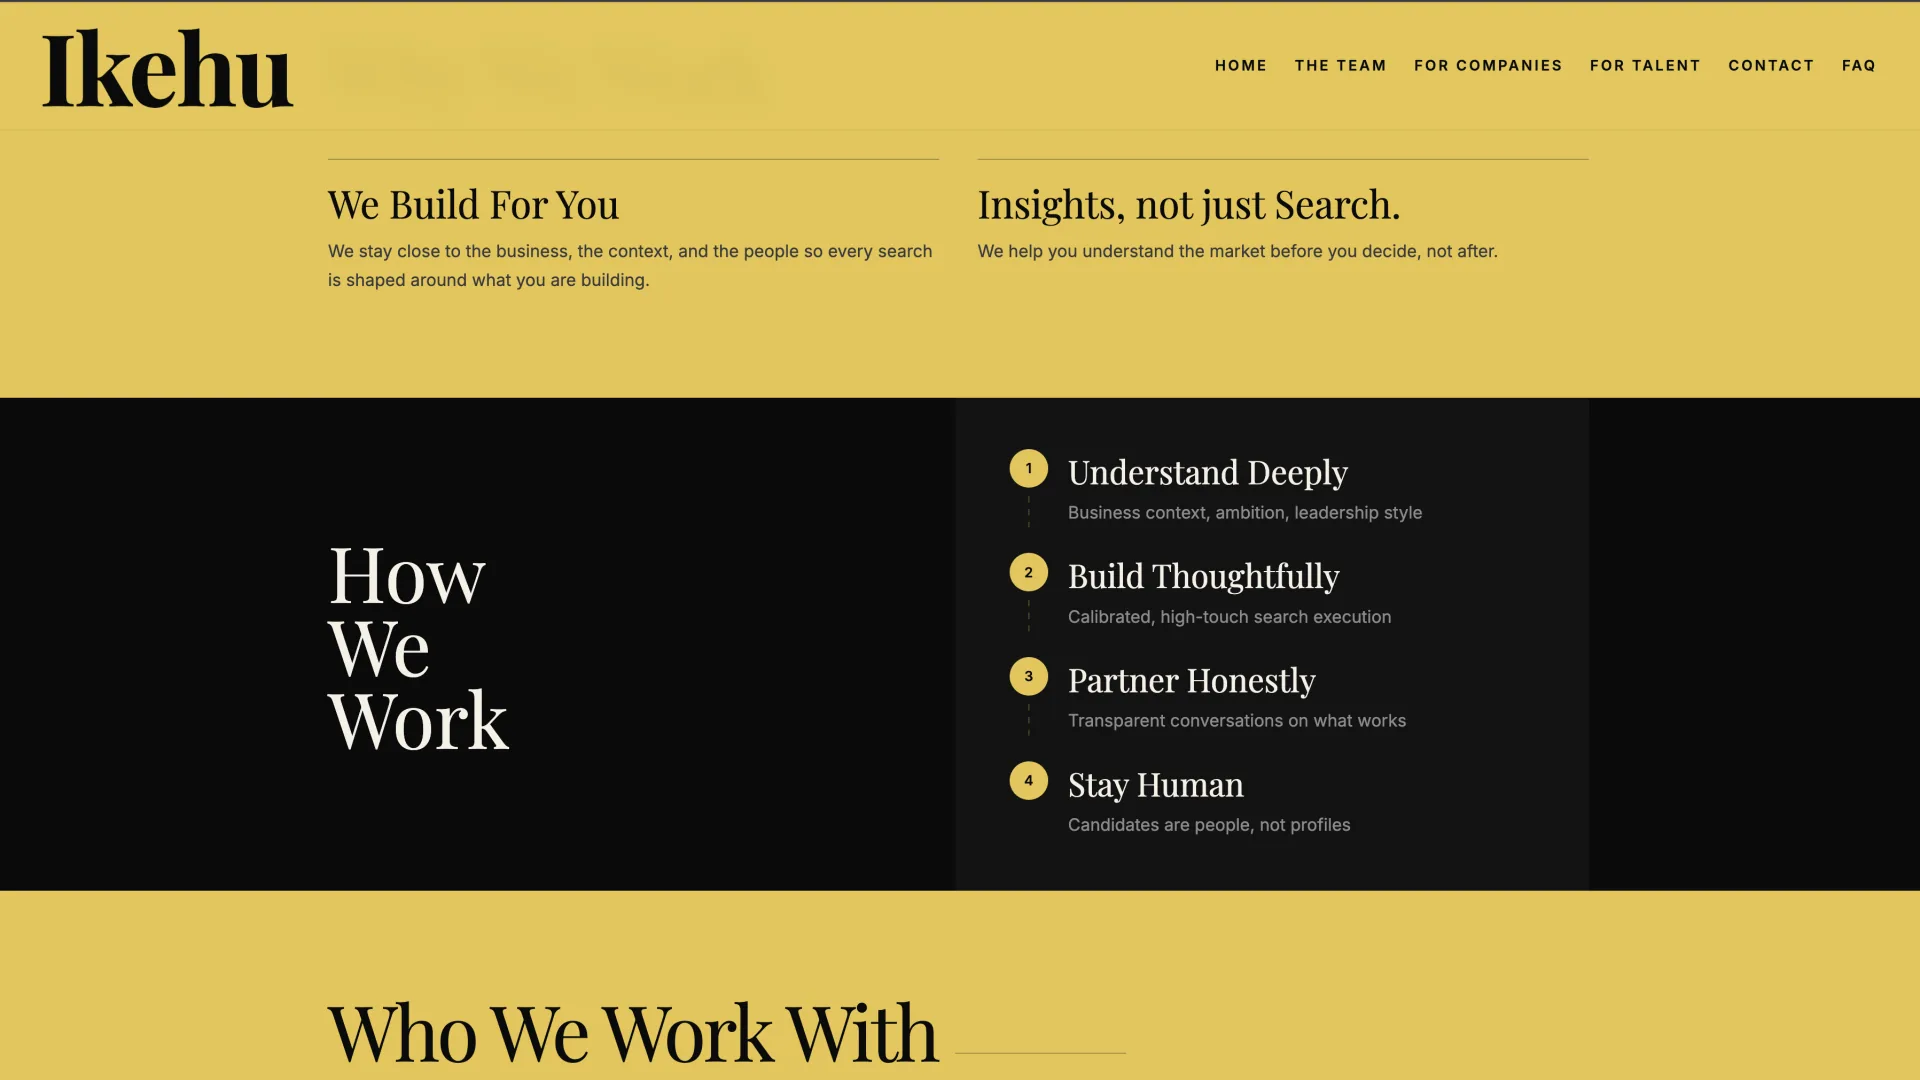 Ikehu
HOME
THE TEAM
FOR COMPANIES
FOR TALENT
CONTACT
FAQ
We Build For You
We stay close to the business, the context, and the people so every search
is shaped around what you are building.
Insights, not just Search.
We help you understand the market before you decide, not after.
How
We
Work
1
Understand Deeply
Business context, ambition, leadership style
2
Build Thoughtfully
Calibrated, high-touch search execution
3
Partner Honestly
Transparent conversations on what works
4
Stay Human
Candidates are people, not profiles
Who We Work With